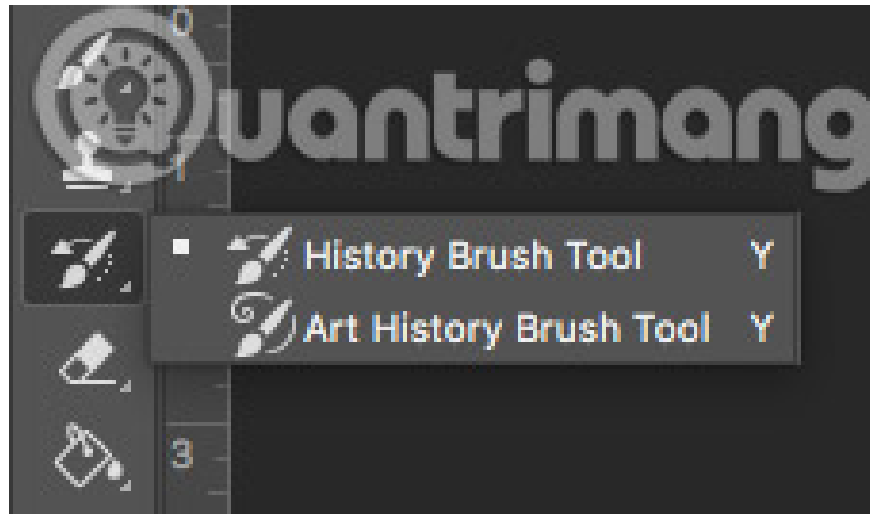 0
uantrimang
1
History Brush Tool Y
Art History Brush Tool Y
3